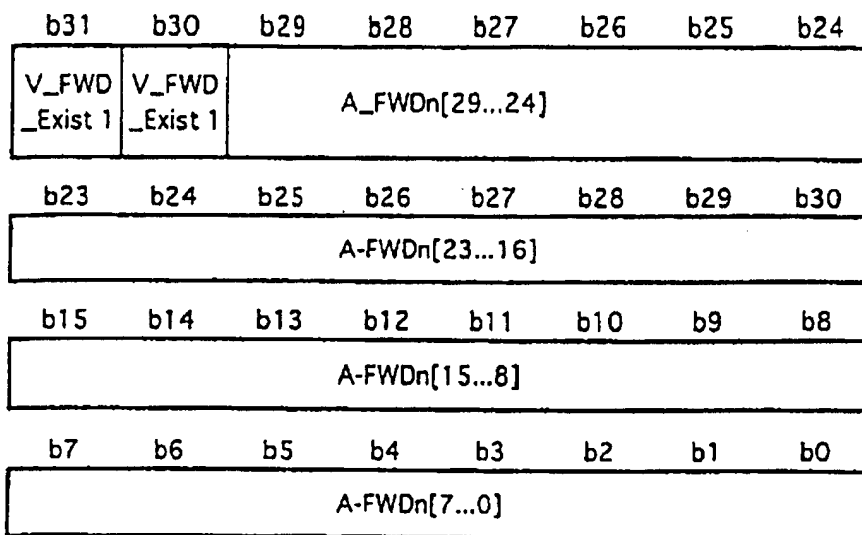 b31 b30 b29 b28 b27 b26 b25 b24
V_FWD V_FWD
_Exist 1 _Exist 1
A_FWDn[29...24]
b23 b24 b25 b26 b27 b28 b29 b30
A-FWDn[23...16]
b15 b14 b13 b12 b11 b10 b9 b8
A-FWDn[15...8]
b7 b6 b5 b4 b3 b2 b1 b0
A-FWDn[7...0]